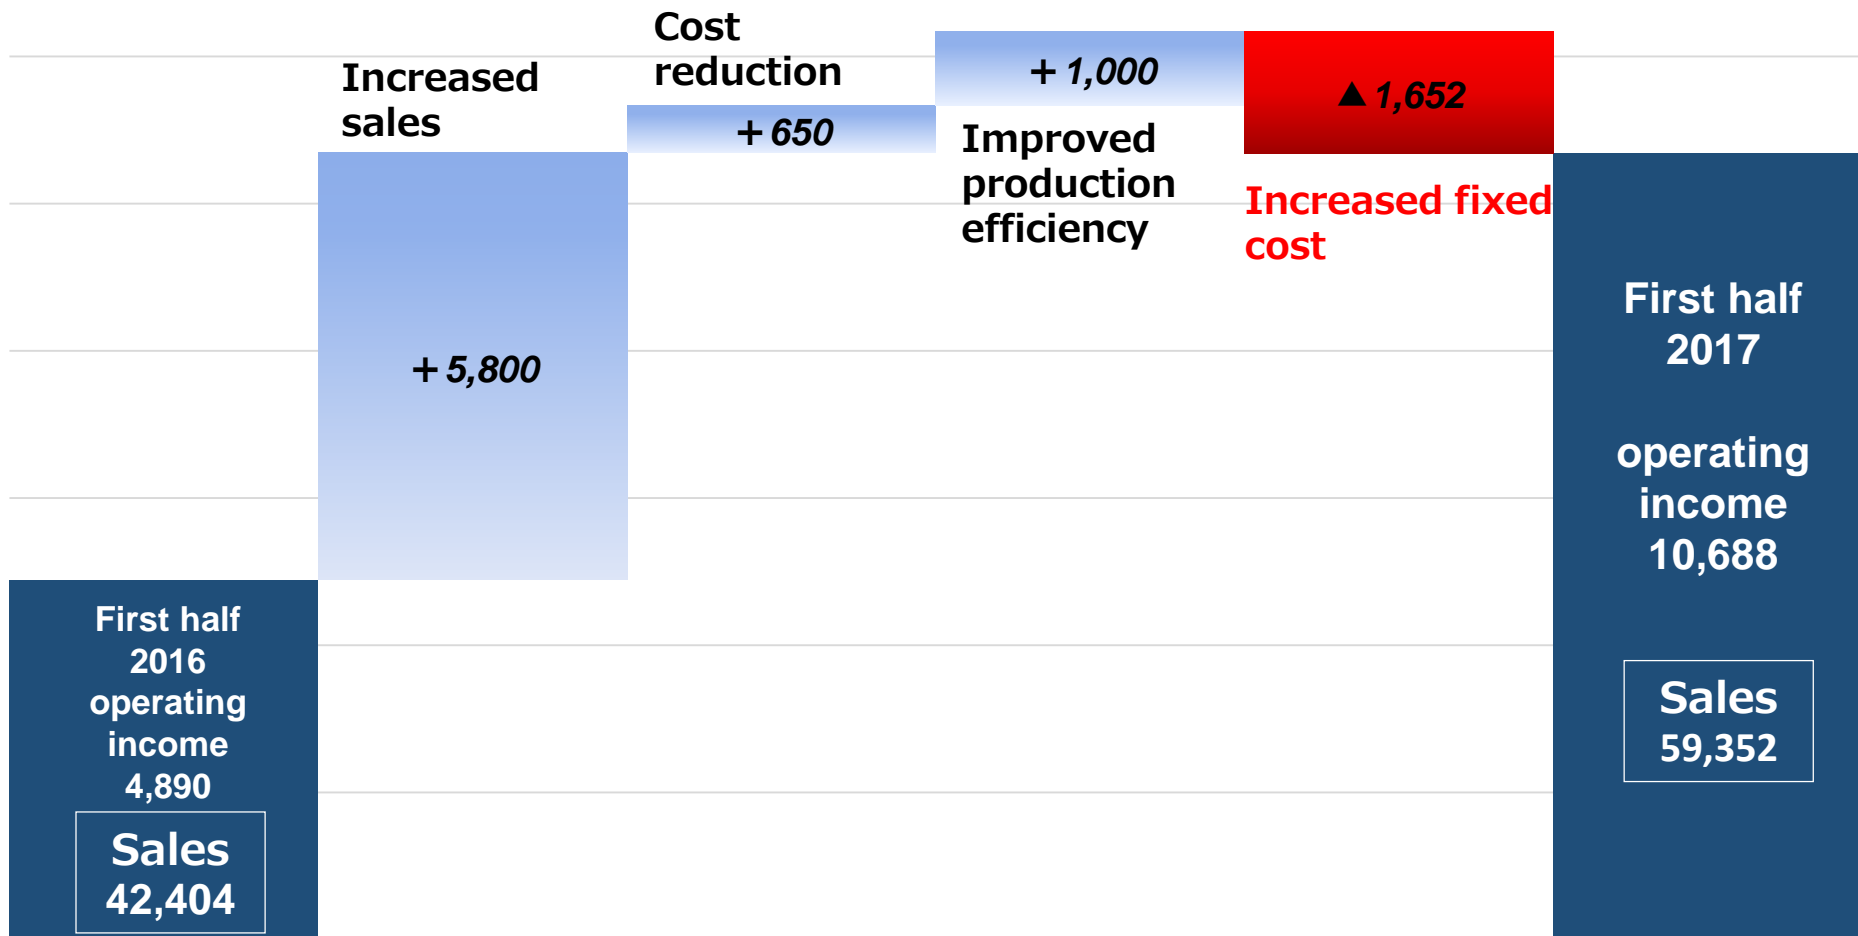 First half
2016
operating
income
4,890
Sales
42,404
Increased
sales
+5,800
Cost
reduction
+650
+1,000
Improved
production
efficiency
▲1,652
Increased fixed
cost
First half
2017
operating
income
10,688
Sales
59,352